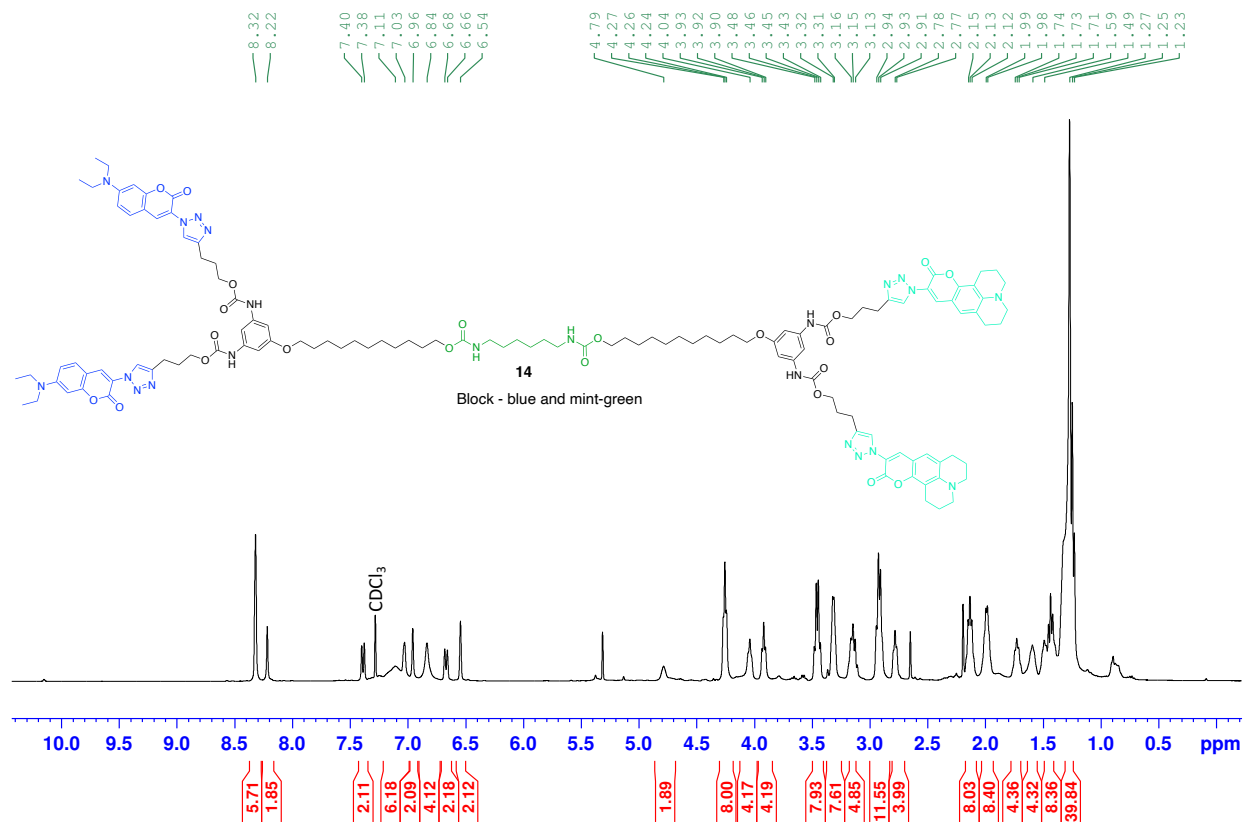 8.32 8.22 7.40 7.38 7.11 7.03 6.96 6.84 6.68 6.66 6.54 4.79 4.27 4.26 4.24 4.04 3.93 3.92 3.90 3.48 3.46 3.45 3.43 3.32 3.31 3.16 3.15 3.13 2.94 2.93 2.91 2.78 2.77 2.15 2.13 2.12 1.99 1.98 1.74 1.73 1.71 1.59 1.49 1.27 1.25 1.23
N O O
N N N
O
O NH
O
O N H
N O O
N N N
O
O
O N H
N H O
O
O
NH O
O
HN O
O
N N N
O O N
N N N
O O N
14
Block - blue and mint-green
CDCl3
10.0 9.5 9.0 8.5 8.0 7.5 7.0 6.5 6.0 5.5 5.0 4.5 4.0 3.5 3.0 2.5 2.0 1.5 1.0 0.5 ppm
5.71 1.85 2.11 6.18 2.09 4.12 2.18 2.12 1.89 8.00 4.17 4.19 7.93 7.61 4.85 11.55 3.99 8.03 8.40 4.36 4.32 8.36 39.84